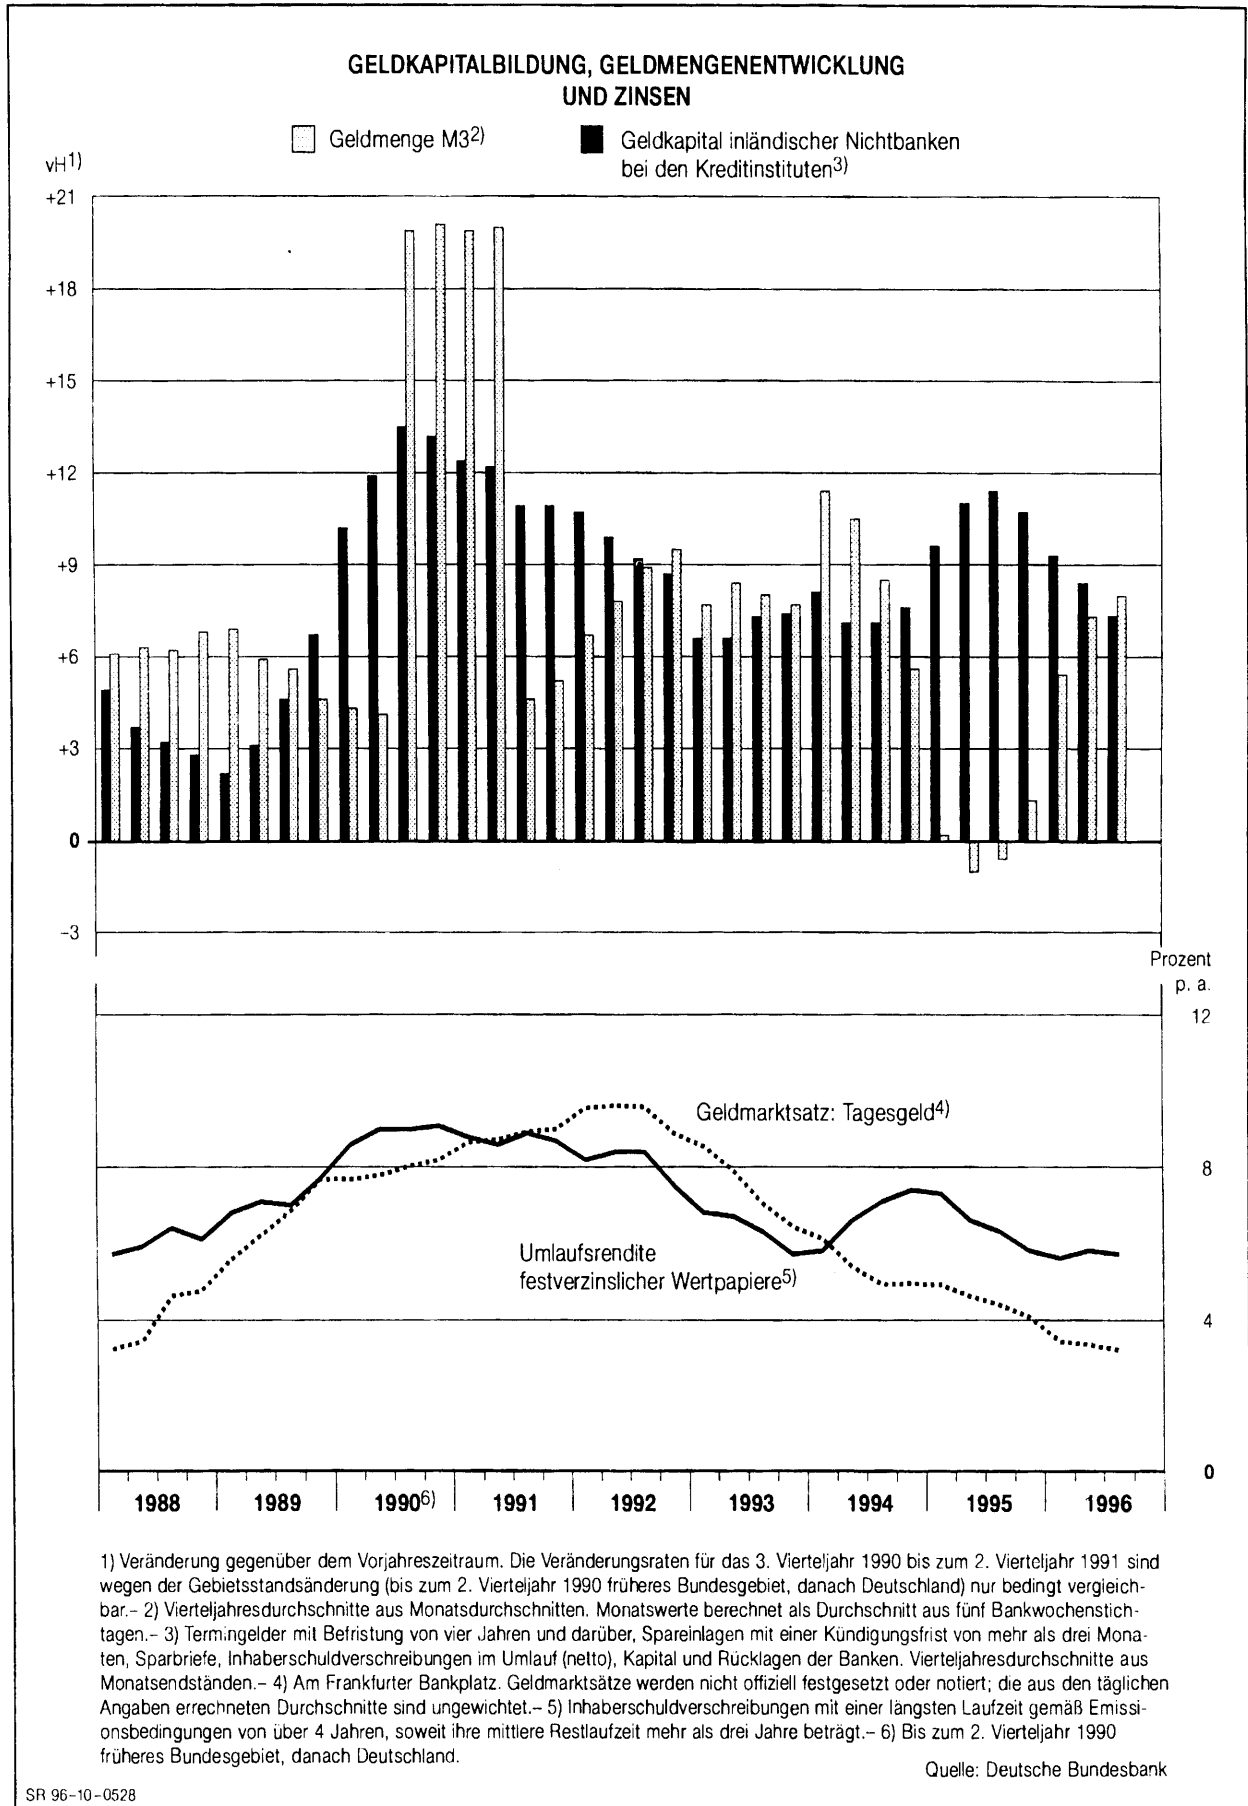 GELDKAPITALBILDUNG, GELDMENGENENTWICKLUNG
UND ZINSEN
Geldmenge M3²⁾
Geldkapital inländischer Nichtbanken
bei den Kreditinstituten³⁾
vH¹⁾
+21
+18
+15
+12
+9
+6
+3
0
−3
Prozent
p. a.
12
Geldmarktsatz: Tagesgeld⁴⁾
8
Umlaufsrendite
festverzinslicher Wertpapiere⁵⁾
4
0
1988 1989 1990⁶⁾ 1991 1992 1993 1994 1995 1996
1) Veränderung gegenüber dem Vorjahreszeitraum. Die Veränderungsraten für das 3. Vierteljahr 1990 bis zum 2. Vierteljahr 1991 sind
wegen der Gebietsstandsänderung (bis zum 2. Vierteljahr 1990 früheres Bundesgebiet, danach Deutschland) nur bedingt vergleich-
bar.– 2) Vierteljahresdurchschnitte aus Monatsdurchschnitten. Monatswerte berechnet als Durchschnitt aus fünf Bankwochenstich-
tagen.– 3) Termingelder mit Befristung von vier Jahren und darüber, Spareinlagen mit einer Kündigungsfrist von mehr als drei Mona-
ten, Sparbriefe, Inhaberschuldverschreibungen im Umlauf (netto), Kapital und Rücklagen der Banken. Vierteljahresdurchschnitte aus
Monatsendständen.– 4) Am Frankfurter Bankplatz. Geldmarktsätze werden nicht offiziell festgesetzt oder notiert; die aus den täglichen
Angaben errechneten Durchschnitte sind ungewichtet.– 5) Inhaberschuldverschreibungen mit einer längsten Laufzeit gemäß Emissi-
onsbedingungen von über 4 Jahren, soweit ihre mittlere Restlaufzeit mehr als drei Jahre beträgt.– 6) Bis zum 2. Vierteljahr 1990
früheres Bundesgebiet, danach Deutschland.
Quelle: Deutsche Bundesbank
SR 96-10-0528